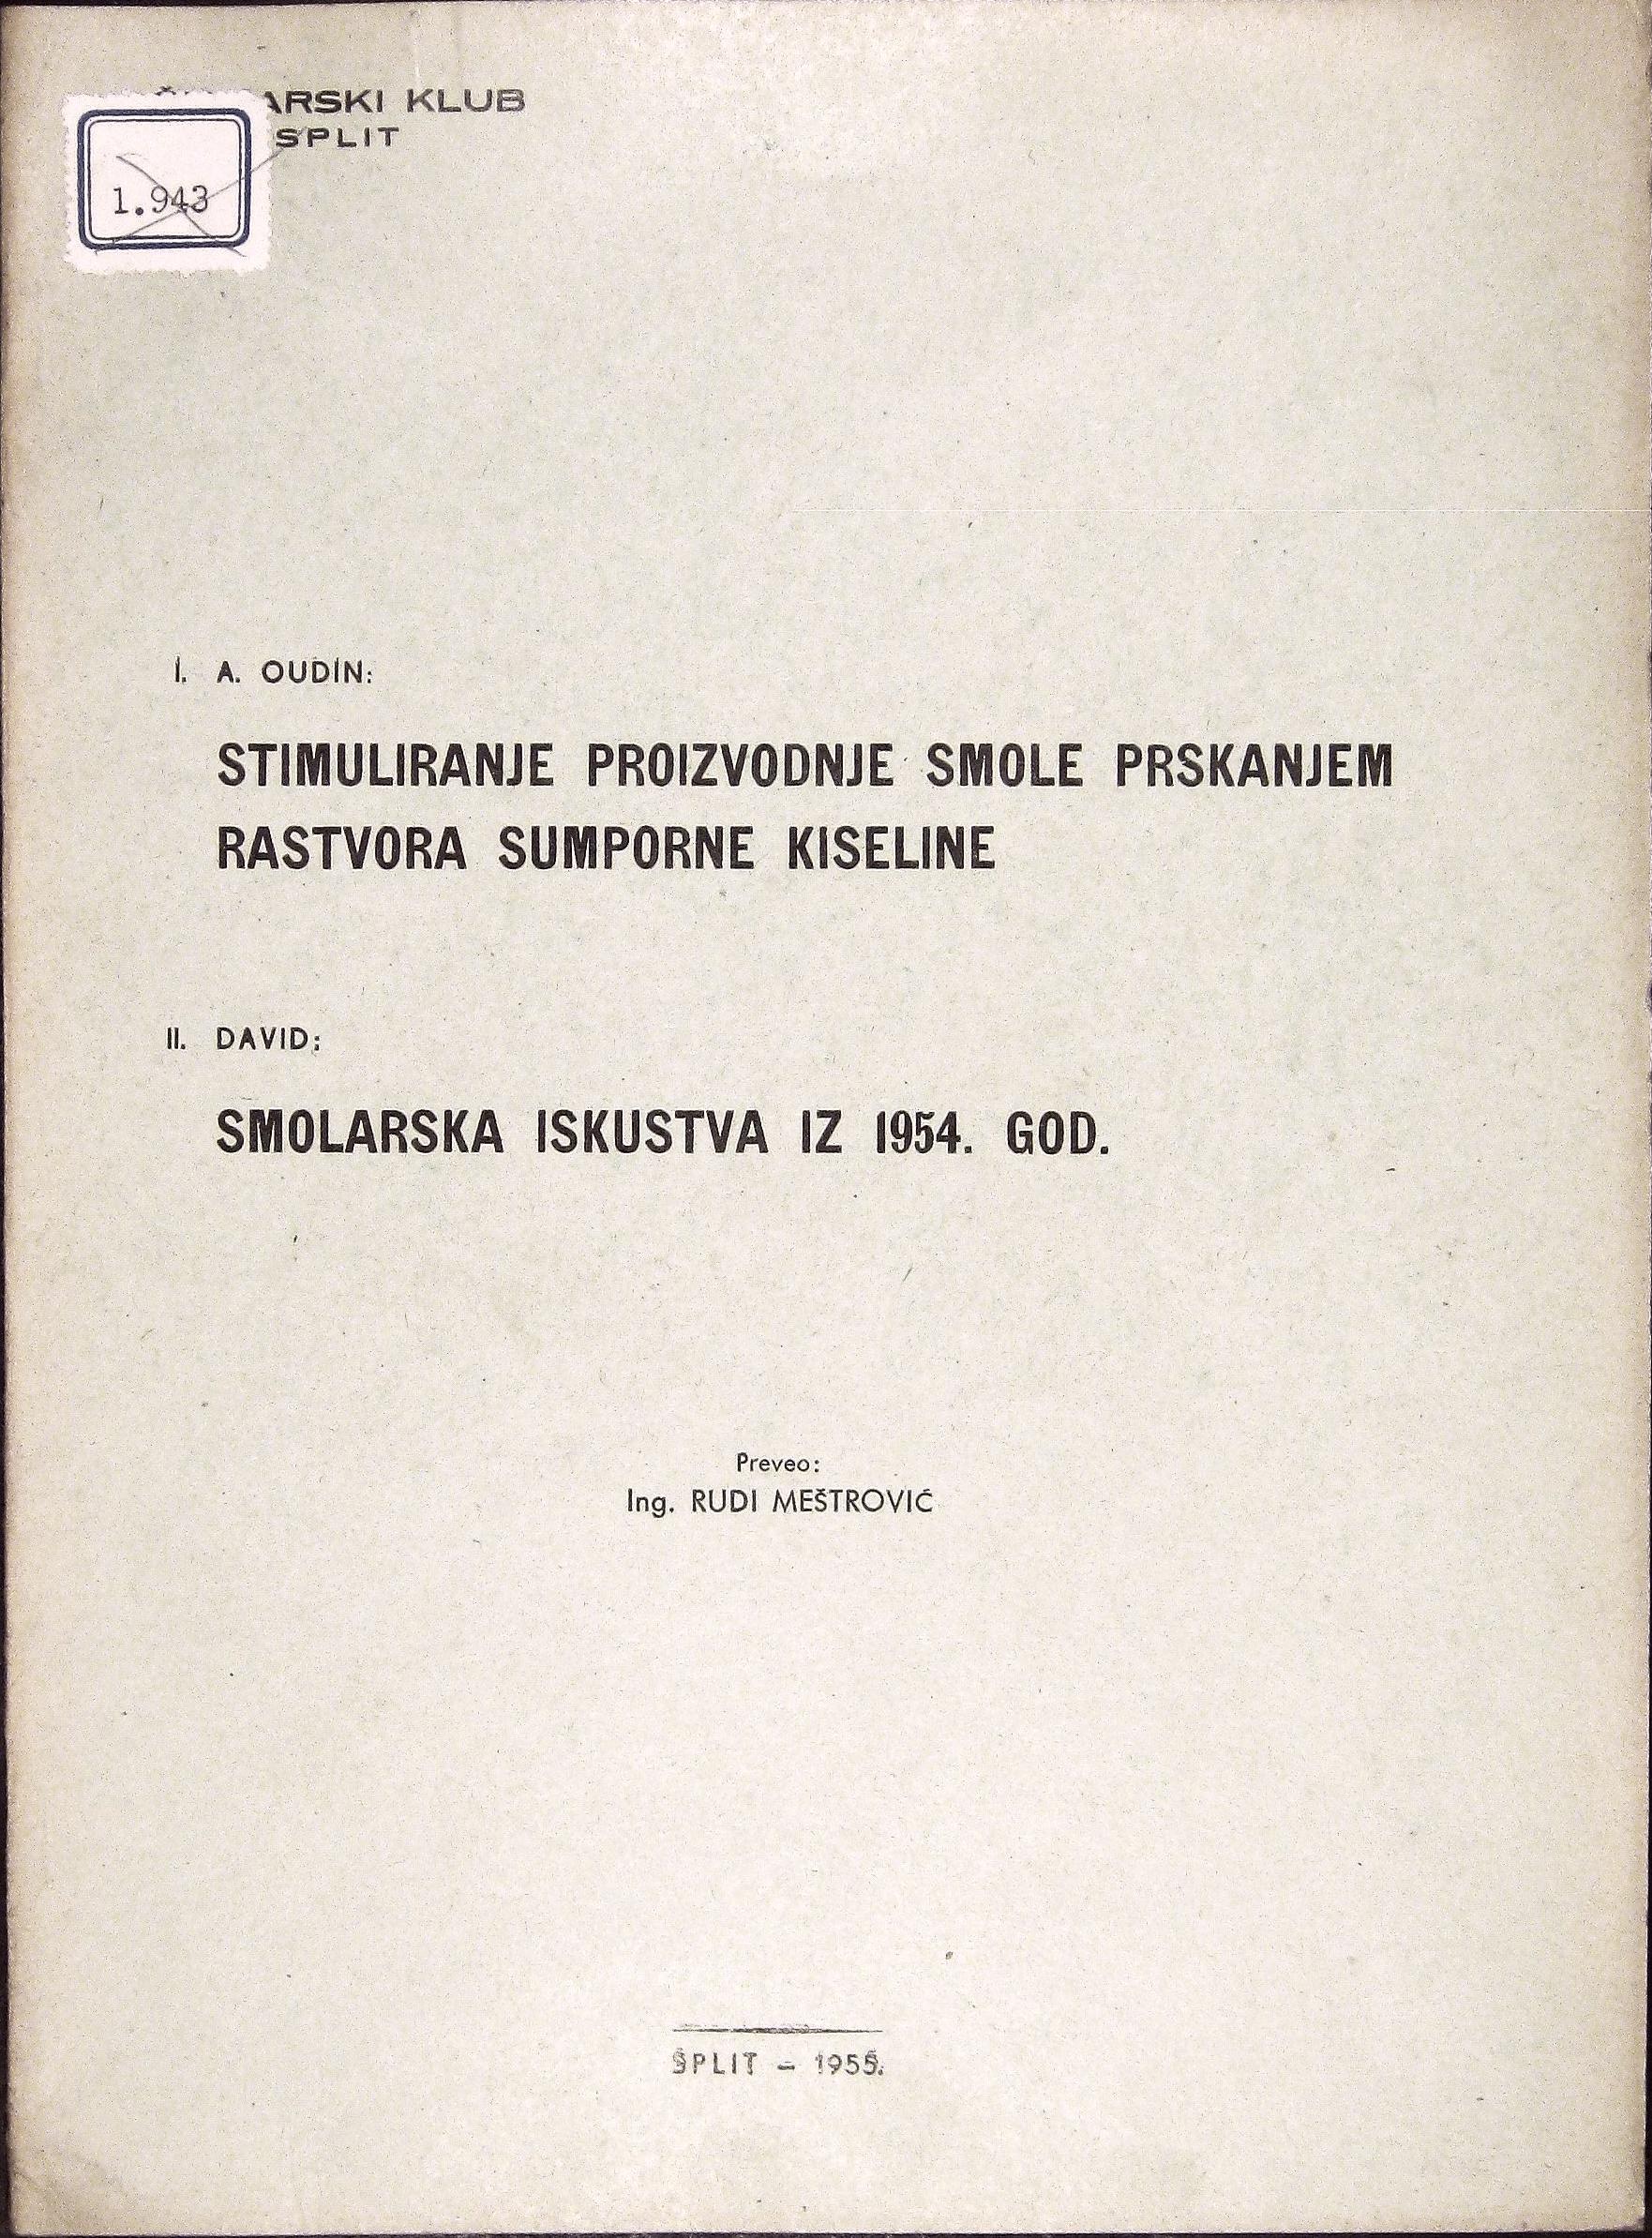 KLUB
SPLIT
1.943
I. A. OUDIN:
STIMULIRANJE PROIZVODNJE SMOLE PRSKANJEM
RASTVORA SUMPORNE KISELINE
II. DAVID:
SMOLARSKA ISKUSTVA IZ 1954. GOD.
Preveo:
Ing. RUDI MEŠTROVIĆ
SPLIT – 1955.